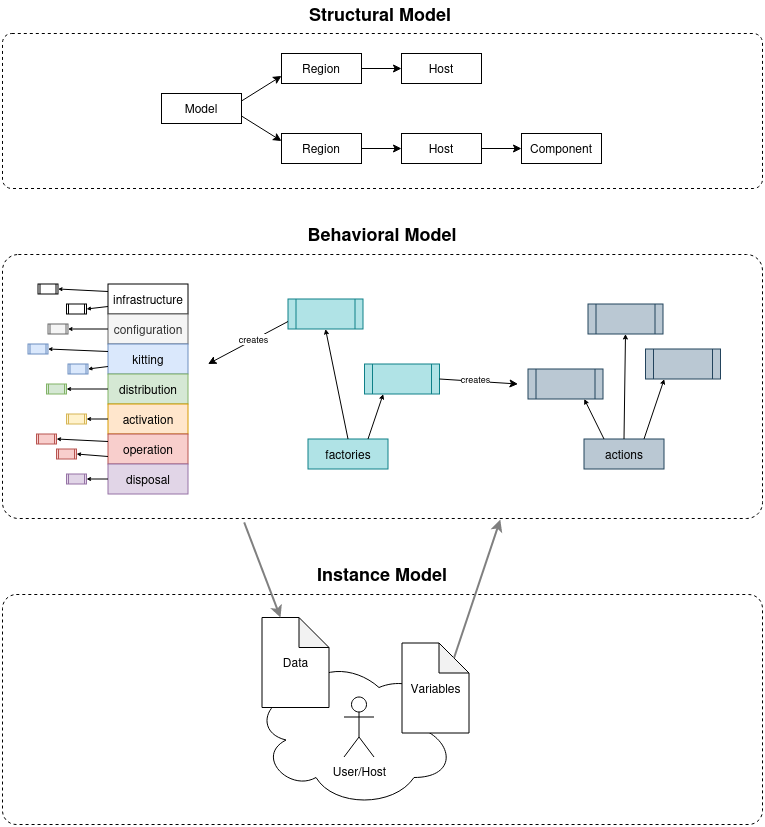 Structural Model
Region
Host
Model
Region
Host
Component
Behavioral Model
infrastructure
configuration
kitting
distribution
activation
operation
disposal
creates
creates
factories
actions
Instance Model
Data
Variables
User/Host